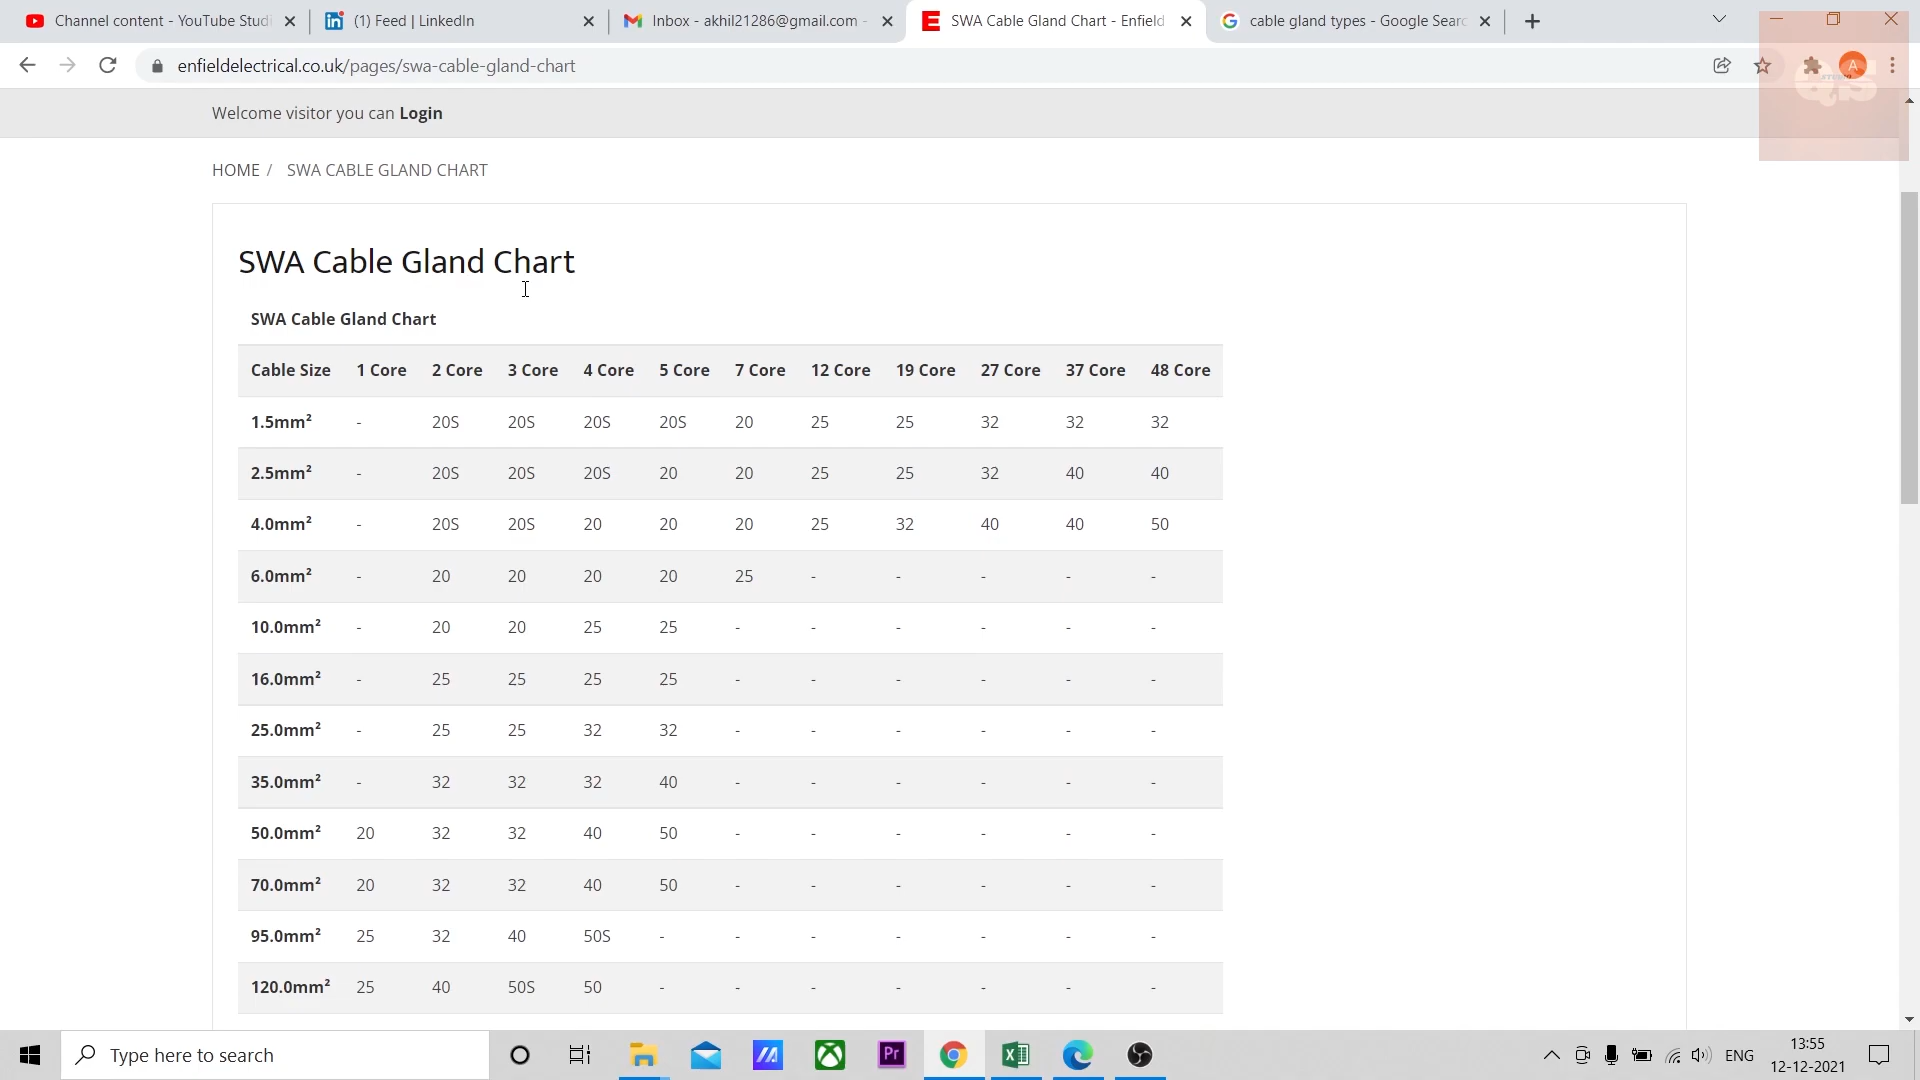 Channel content - YouTube Studi
(1) Feed | LinkedIn
Inbox - akhil21286@gmail.com -
SWA Cable Gland Chart - Enfield
cable gland types - Google Searc
enfieldelectrical.co.uk/pages/swa-cable-gland-chart
A
QS
Welcome visitor you can Login
HOME / SWA CABLE GLAND CHART
SWA Cable Gland Chart
SWA Cable Gland Chart
Cable Size 1 Core 2 Core 3 Core 4 Core 5 Core 7 Core 12 Core 19 Core 27 Core 37 Core 48 Core
1.5mm² - 20S 20S 20S 20S 20 25 25 32 32 32
2.5mm² - 20S 20S 20S 20 20 25 25 32 40 40
4.0mm² - 20S 20S 20 20 20 25 32 40 40 50
6.0mm² - 20 20 20 20 25 - - - - -
10.0mm² - 20 20 25 25 - - - - - -
16.0mm² - 25 25 25 25 - - - - - -
25.0mm² - 25 25 32 32 - - - - - -
35.0mm² - 32 32 32 40 - - - - - -
50.0mm² 20 32 32 40 50 - - - - - -
70.0mm² 20 32 32 40 50 - - - - - -
95.0mm² 25 32 40 50S - - - - - - -
120.0mm² 25 40 50S 50 - - - - - - -
Type here to search
Pr
ENG
13:55
12-12-2021